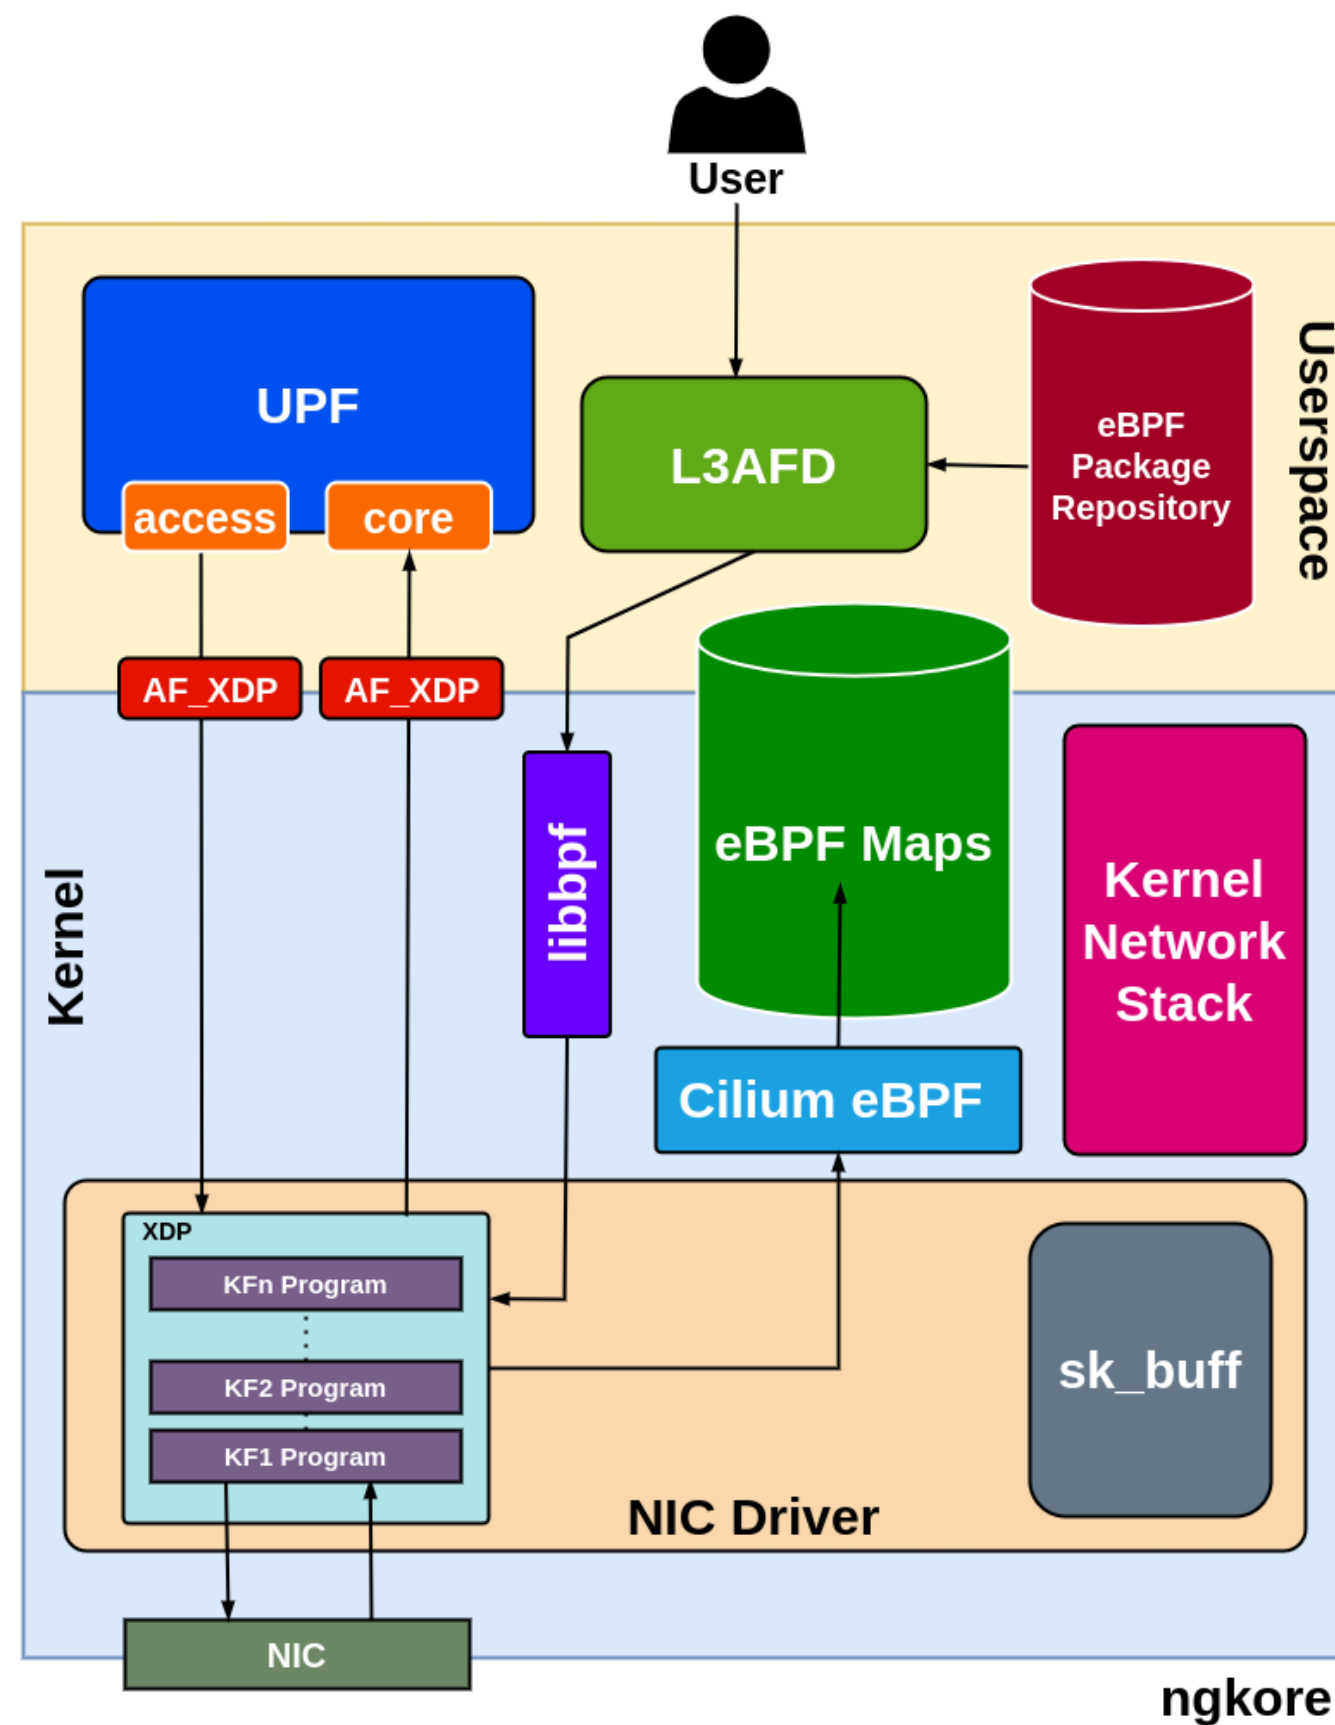 User
UPF
access
core
L3AFD
eBPF
Package
Repository
Userspace
AF_XDP
AF_XDP
Kernel
libbpf
eBPF Maps
Kernel
Network
Stack
Cilium eBPF
XDP
KFn Program
KF2 Program
KF1 Program
sk_buff
NIC Driver
NIC
ngkore